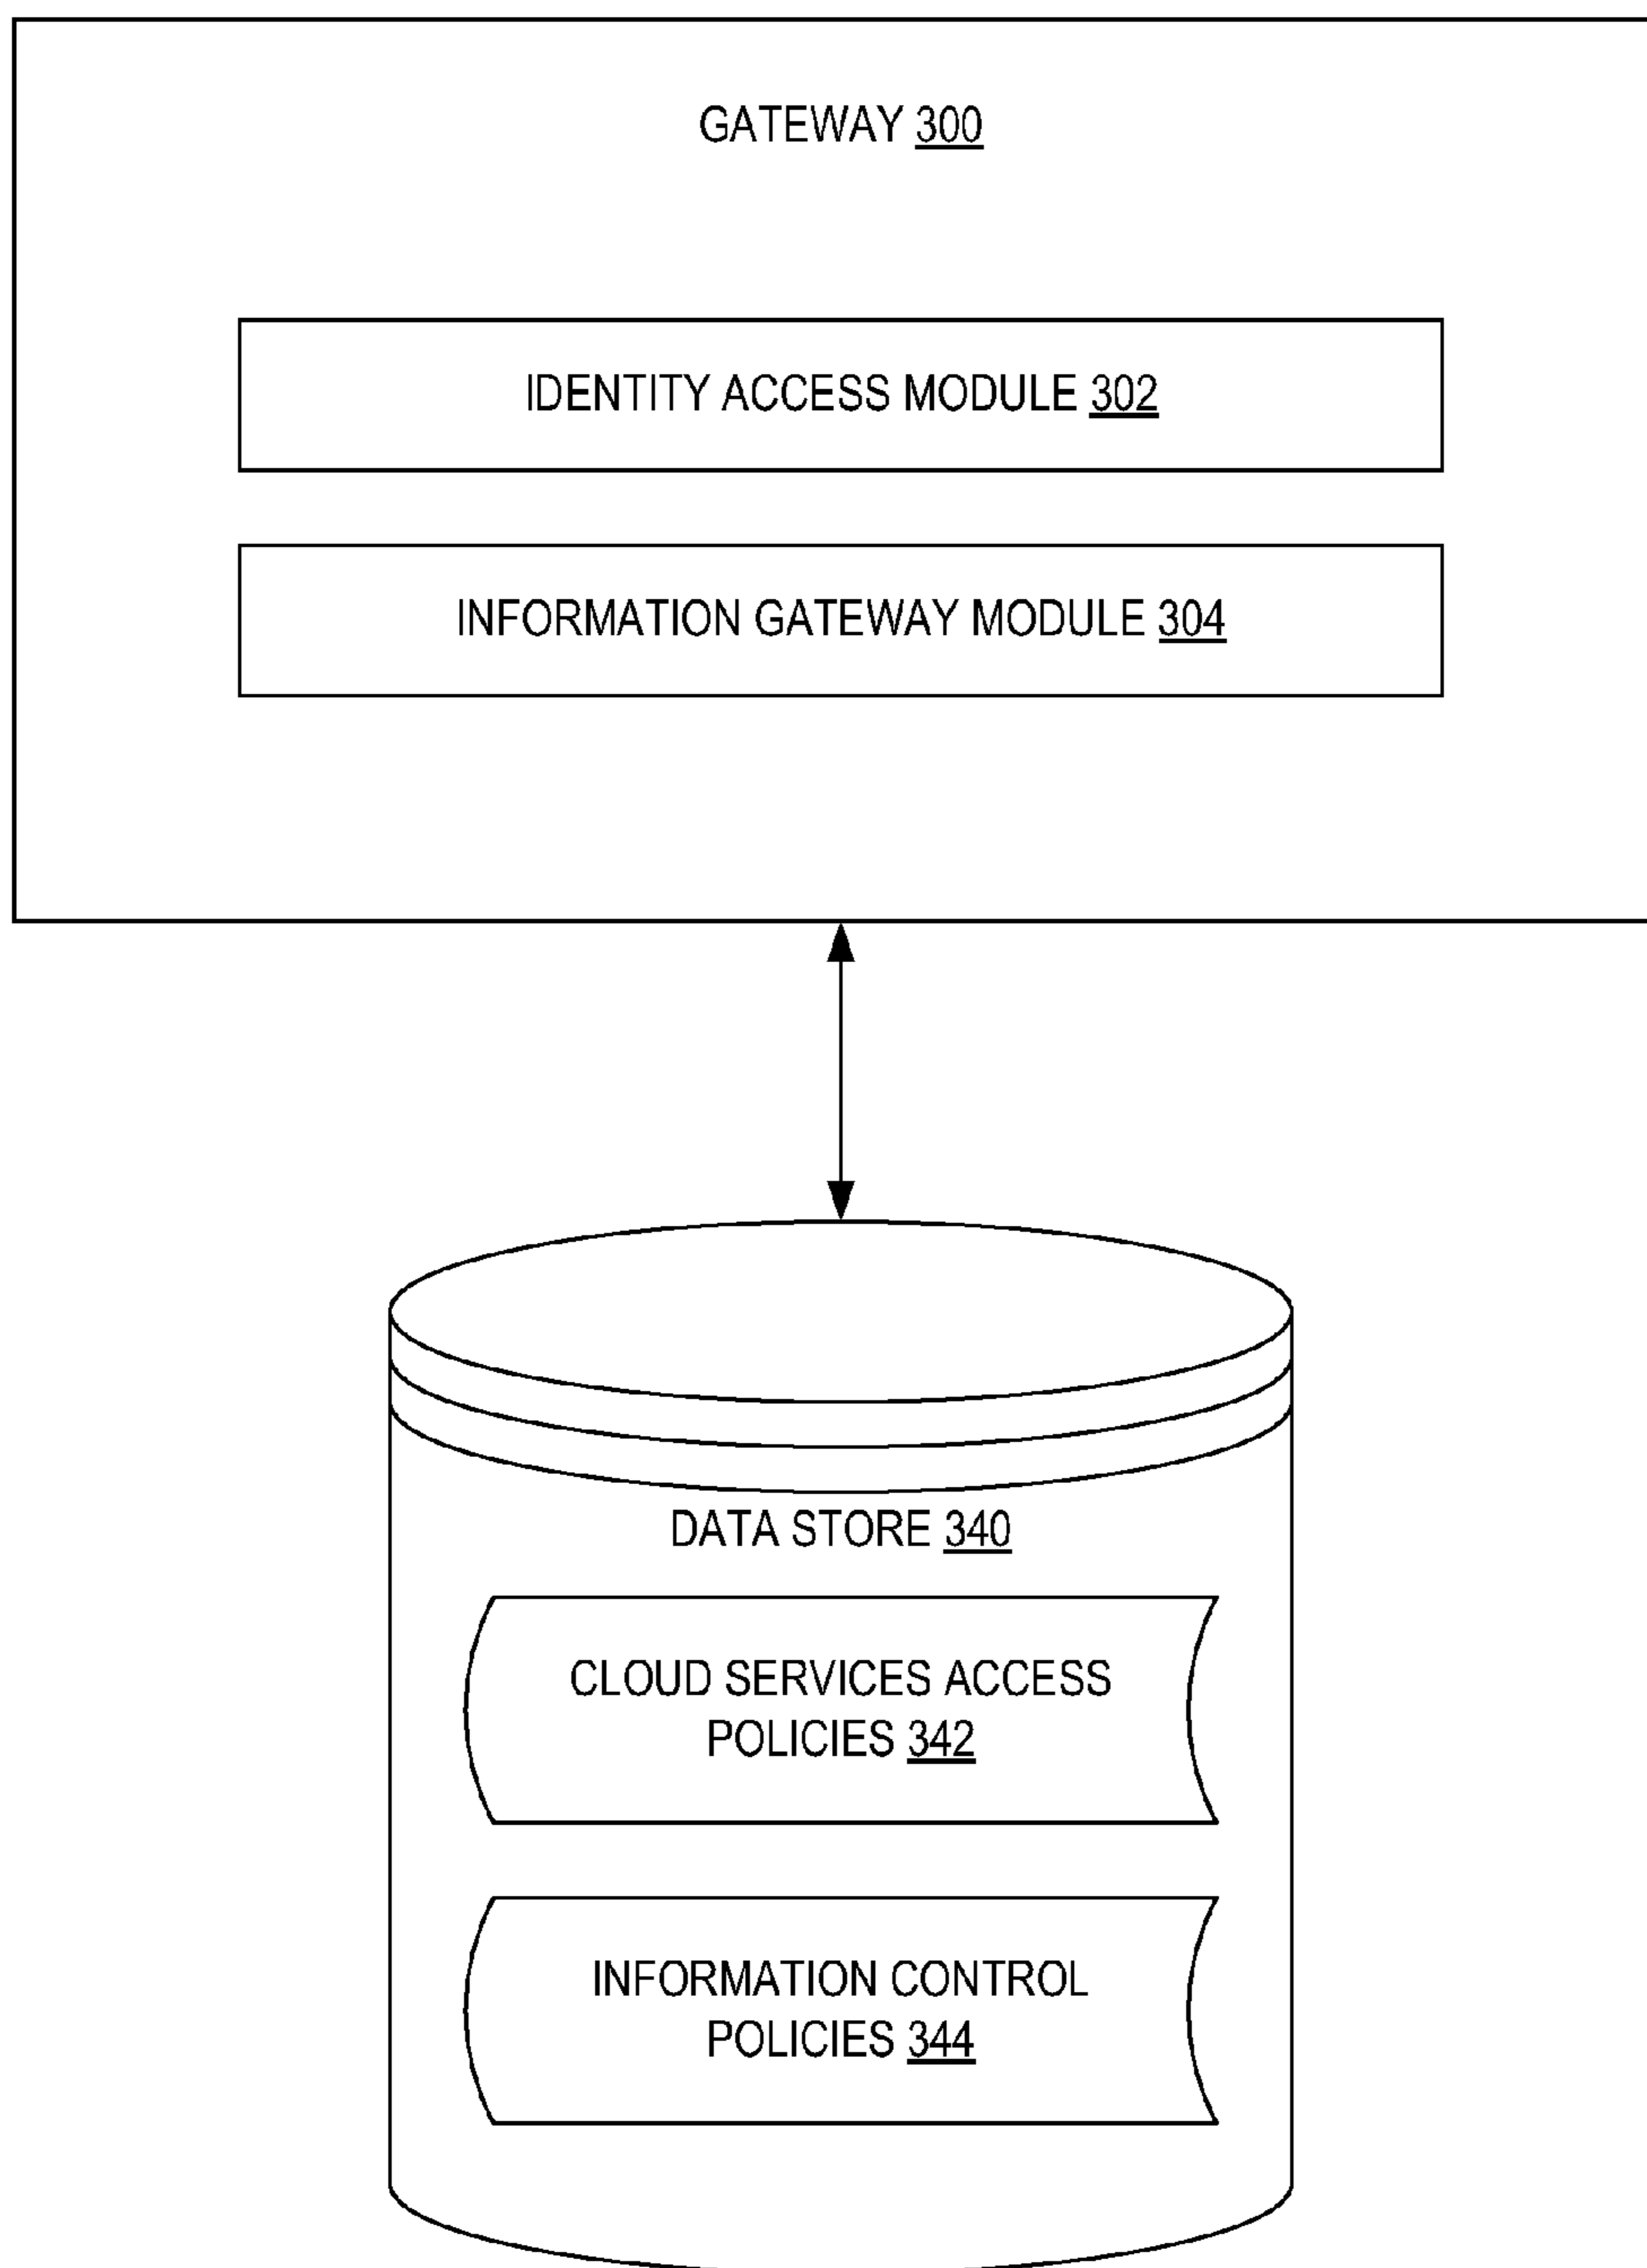 GATEWAY 300
IDENTITY ACCESS MODULE 302
INFORMATION GATEWAY MODULE 304
DATA STORE 340
CLOUD SERVICES ACCESS
POLICIES 342
INFORMATION CONTROL
POLICIES 344